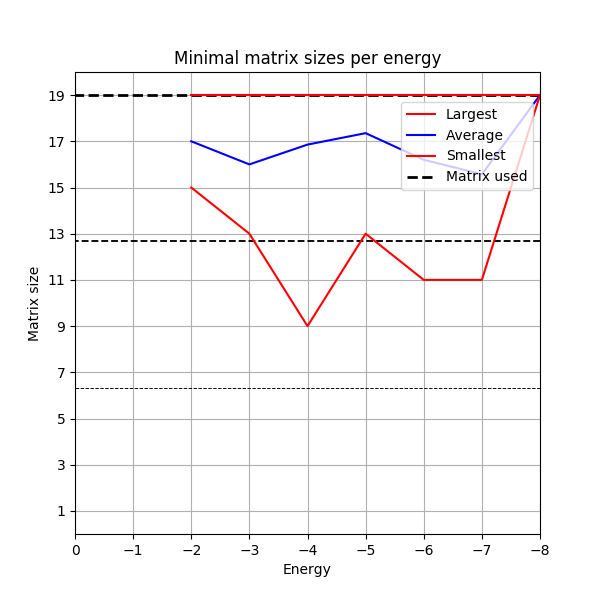 Minimal matrix sizes per energy
Matrix size
19
17
15
13
11
9
7
5
3
1
Largest
Average
Smallest
Matrix used
0 −1 −2 −3 −4 −5 −6 −7 −8
Energy